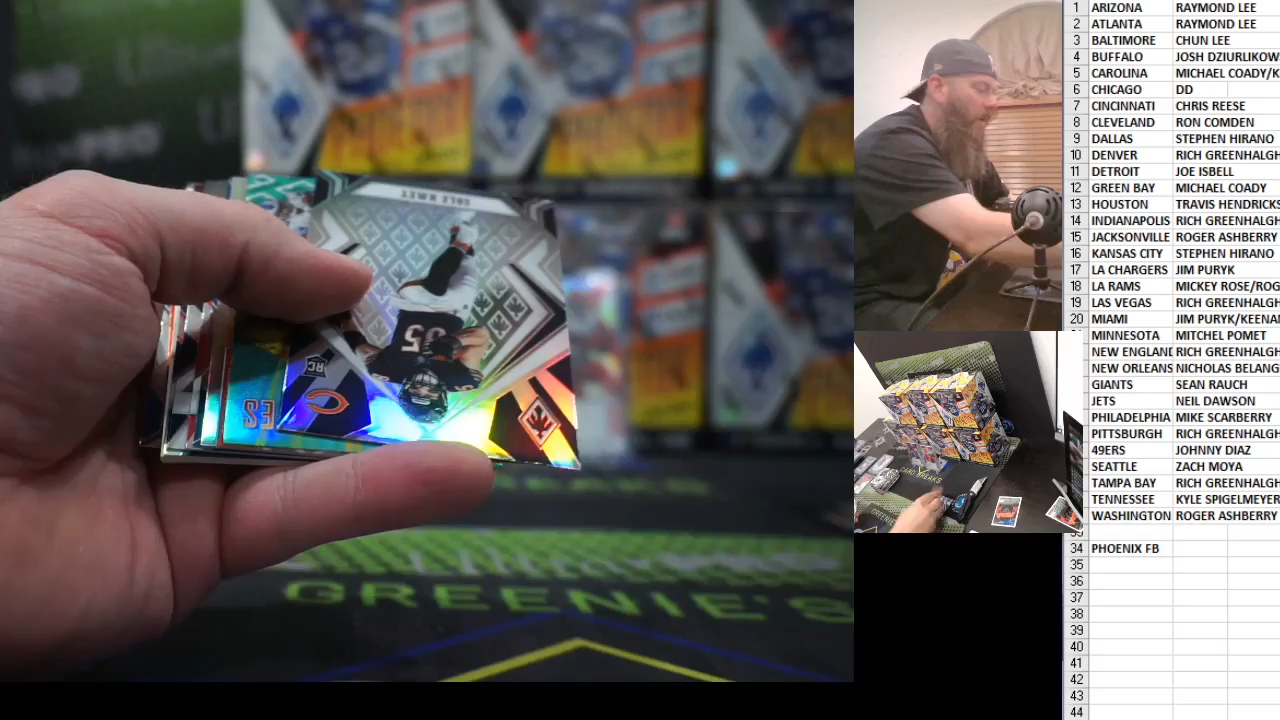 COLE KMET
85
RC
ES
CARD BREAKS
GREENIE'S
1 ARIZONA RAYMOND LEE
2 ATLANTA RAYMOND LEE
3 BALTIMORE CHUN LEE
4 BUFFALO JOSH DZIURLIKOW
5 CAROLINA MICHAEL COADY/K
6 CHICAGO DD
7 CINCINNATI CHRIS REESE
8 CLEVELAND RON COMDEN
9 DALLAS STEPHEN HIRANO
10 DENVER RICH GREENHALGH
11 DETROIT JOE ISBELL
12 GREEN BAY MICHAEL COADY
13 HOUSTON TRAVIS HENDRICKS
14 INDIANAPOLIS RICH GREENHALGH
15 JACKSONVILLE ROGER ASHBERRY
16 KANSAS CITY STEPHEN HIRANO
17 LA CHARGERS JIM PURYK
18 LA RAMS MICKEY ROSE/ROG
19 LAS VEGAS RICH GREENHALGH
20 MIAMI JIM PURYK/KEENAN
MINNESOTA MITCHEL POMET
NEW ENGLAND RICH GREENHALGH
NEW ORLEANS NICHOLAS BELANG
GIANTS SEAN RAUCH
JETS NEIL DAWSON
PHILADELPHIA MIKE SCARBERRY
PITTSBURGH RICH GREENHALGH
49ERS JOHNNY DIAZ
SEATTLE ZACH MOYA
TAMPA BAY RICH GREENHALGH
TENNESSEE KYLE SPIGELMEYER
WASHINGTON ROGER ASHBERRY
34 PHOENIX FB
35
36
37
38
39
40
41
42
43
44